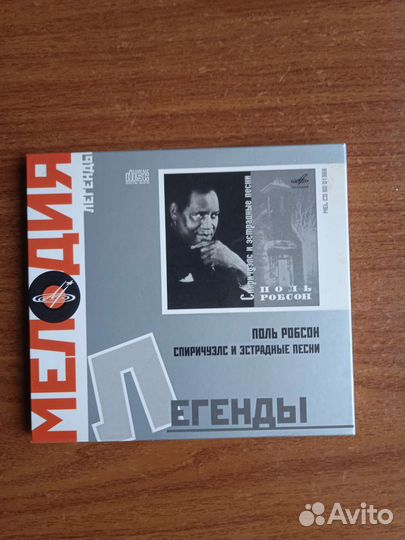 МЕЛОДИЯ
ЛЕГЕНДЫ
Спиричуэлс и эстрадные песни
ПОЛЬ
РОБСОН
ПОЛЬ РОБСОН
СПИРИЧУЭЛС И ЭСТРАДНЫЕ ПЕСНИ
ЛЕГЕНДЫ
Avito